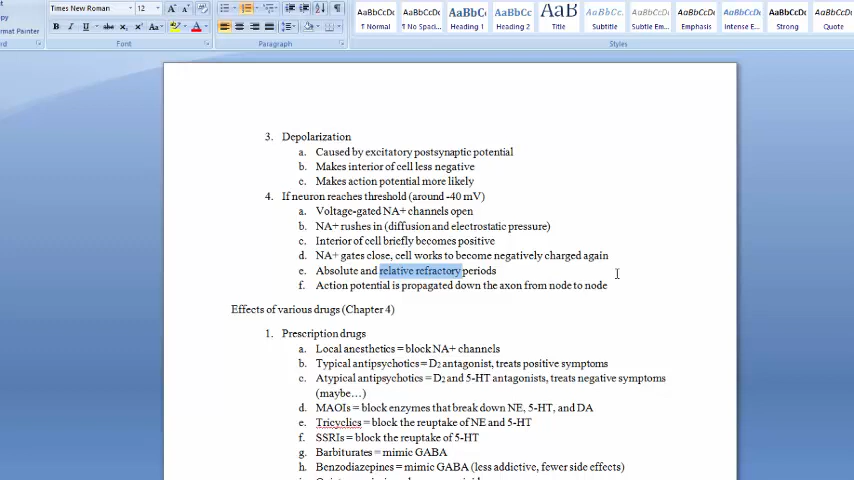 Times New Roman
12
AaBbCcDc
AaBbCcDc
AaBbC
AaBbCc
AaB
AaBbCc.
AaBbCcDc
AaBbCcDc
AaBbCcDc
AaBbCcDc
AaBbCcD
rmat Painter
¶ Normal
¶ No Spaci...
Heading 1
Heading 2
Title
Subtitle
Subtle Em...
Emphasis
Intense E...
Strong
Quote
Font
Paragraph
Styles
3. Depolarization
a. Caused by excitatory postsynaptic potential
b. Makes interior of cell less negative
c. Makes action potential more likely
4. If neuron reaches threshold (around -40 mV)
a. Voltage-gated NA+ channels open
b. NA+ rushes in (diffusion and electrostatic pressure)
c. Interior of cell briefly becomes positive
d. NA+ gates close, cell works to become negatively charged again
e. Absolute and relative refractory periods
f. Action potential is propagated down the axon from node to node
Effects of various drugs (Chapter 4)
1. Prescription drugs
a. Local anesthetics = block NA+ channels
b. Typical antipsychotics = D2 antagonist, treats positive symptoms
c. Atypical antipsychotics = D2 and 5-HT antagonists, treats negative symptoms
(maybe…)
d. MAOIs = block enzymes that break down NE, 5-HT, and DA
e. Tricyclics = block the reuptake of NE and 5-HT
f. SSRIs = block the reuptake of 5-HT
g. Barbiturates = mimic GABA
h. Benzodiazepines = mimic GABA (less addictive, fewer side effects)